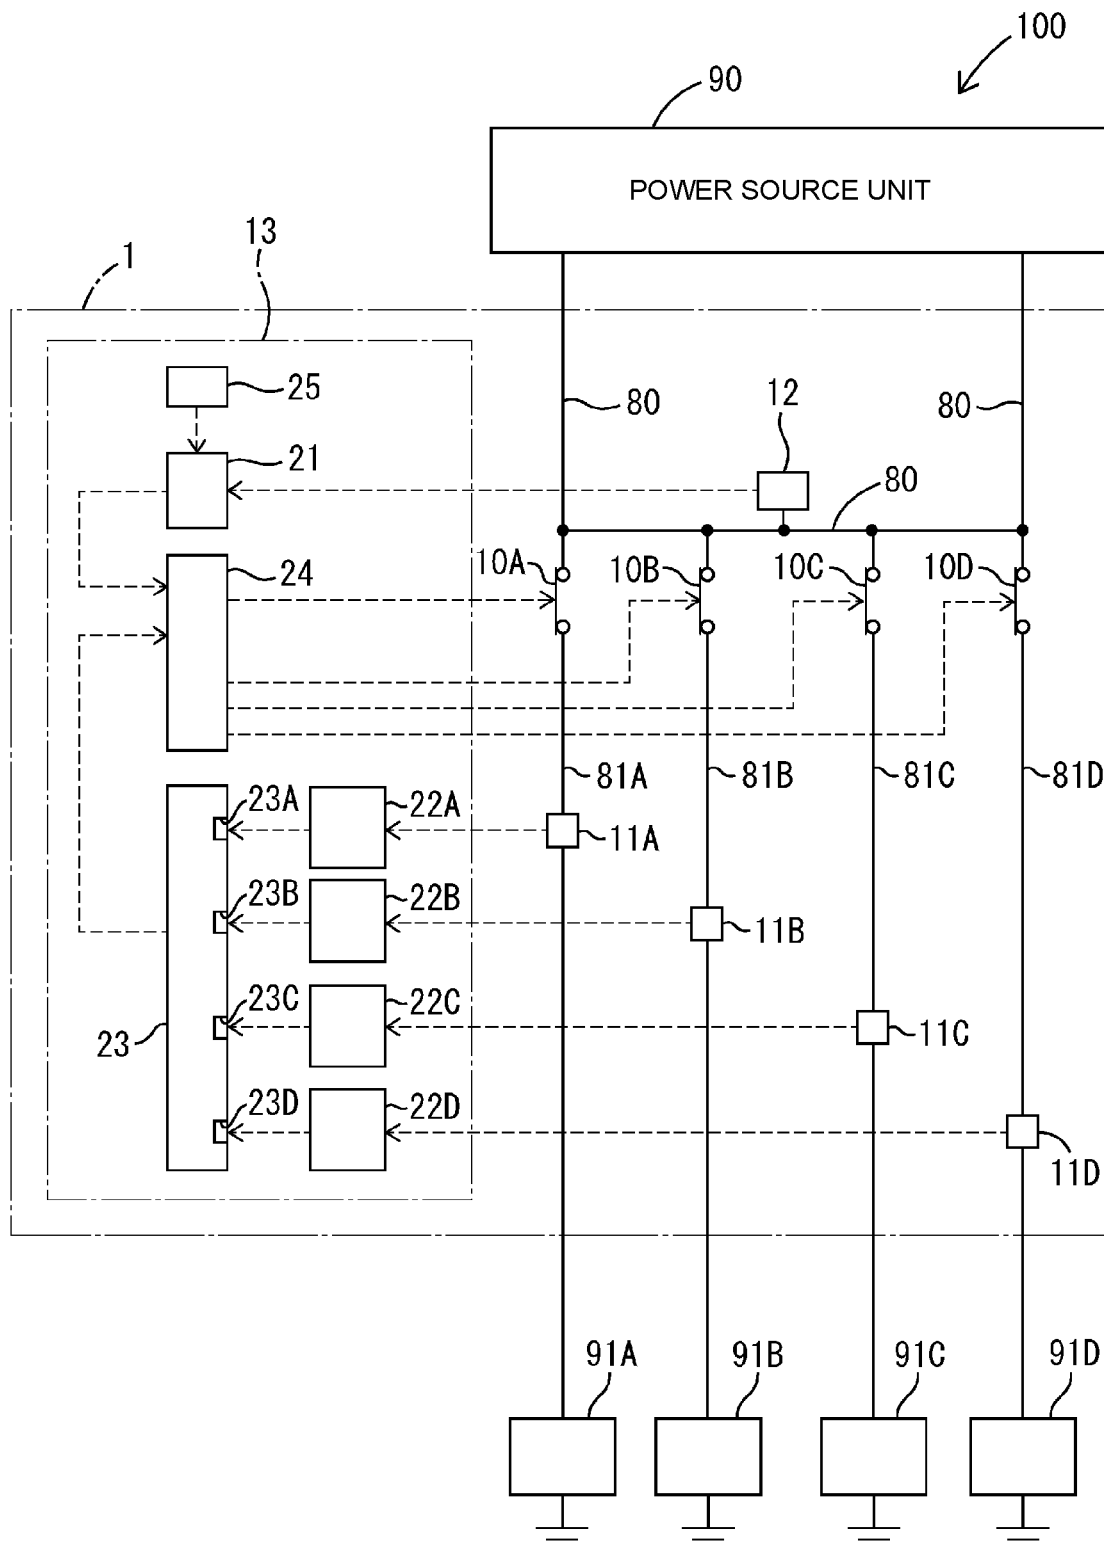 100
90
POWER SOURCE UNIT
13
1
25
80
12
80
21
80
24
10A
10B
10C
10D
81A
81B
81C
81D
23A
22A
11A
23B
22B
11B
23C
22C
23
11C
23D
22D
11D
91A
91B
91C
91D